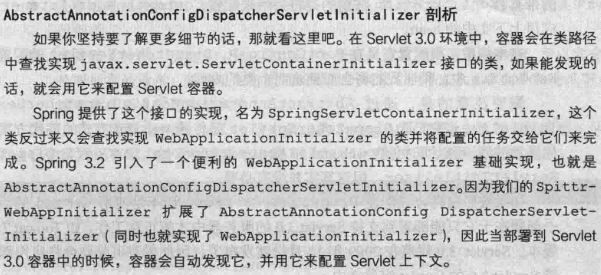 AbstractAnnotationConfigDispatcherServletInitializer 剖析
如果你坚持要了解更多细节的话，那就看这里吧。在 Servlet 3.0 环境中，容器会在类路径
中查找实现 javax.servlet.ServletContainerInitializer 接口的类，如果能发现的
话，就会用它来配置 Servlet 容器。
Spring 提供了这个接口的实现，名为 SpringServletContainerInitializer，这个
类反过来又会查找实现 WebApplicationInitializer 的类并将配置的任务交给它们来完
成。Spring 3.2 引入了一个便利的 WebApplicationInitializer 基础实现，也就是
AbstractAnnotationConfigDispatcherServletInitializer。因为我们的 Spittr-
WebAppInitializer 扩展了 AbstractAnnotationConfig DispatcherServlet-
Initializer（同时也就实现了 WebApplicationInitializer），因此当部署到 Servlet
3.0 容器中的时候，容器会自动发现它，并用它来配置 Servlet 上下文。